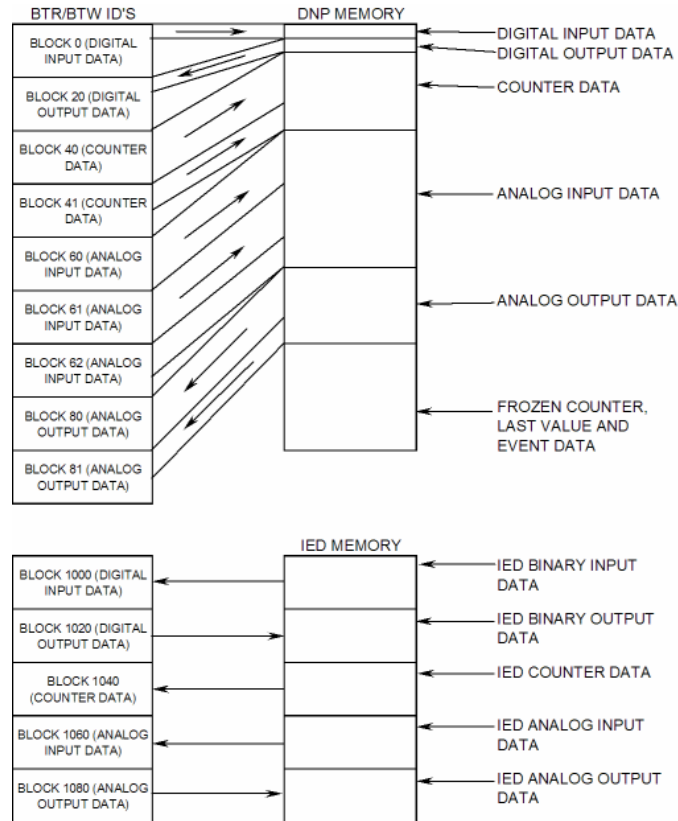 BTR/BTW ID'S
DNP MEMORY
BLOCK 0 (DIGITAL
INPUT DATA)
BLOCK 20 (DIGITAL
OUTPUT DATA)
BLOCK 40 (COUNTER
DATA)
BLOCK 41 (COUNTER
DATA)
BLOCK 60 (ANALOG
INPUT DATA)
BLOCK 61 (ANALOG
INPUT DATA)
BLOCK 62 (ANALOG
INPUT DATA)
BLOCK 80 (ANALOG
OUTPUT DATA)
BLOCK 81 (ANALOG
OUTPUT DATA)
DIGITAL INPUT DATA
DIGITAL OUTPUT DATA
COUNTER DATA
ANALOG INPUT DATA
ANALOG OUTPUT DATA
FROZEN COUNTER,
LAST VALUE AND
EVENT DATA
IED MEMORY
BLOCK 1000 (DIGITAL
INPUT DATA)
BLOCK 1020 (DIGITAL
OUTPUT DATA)
BLOCK 1040
(COUNTER DATA)
BLOCK 1060 (ANALOG
INPUT DATA)
BLOCK 1080 (ANALOG
OUTPUT DATA)
IED BINARY INPUT
DATA
IED BINARY OUTPUT
DATA
IED COUNTER DATA
IED ANALOG INPUT
DATA
IED ANALOG OUTPUT
DATA